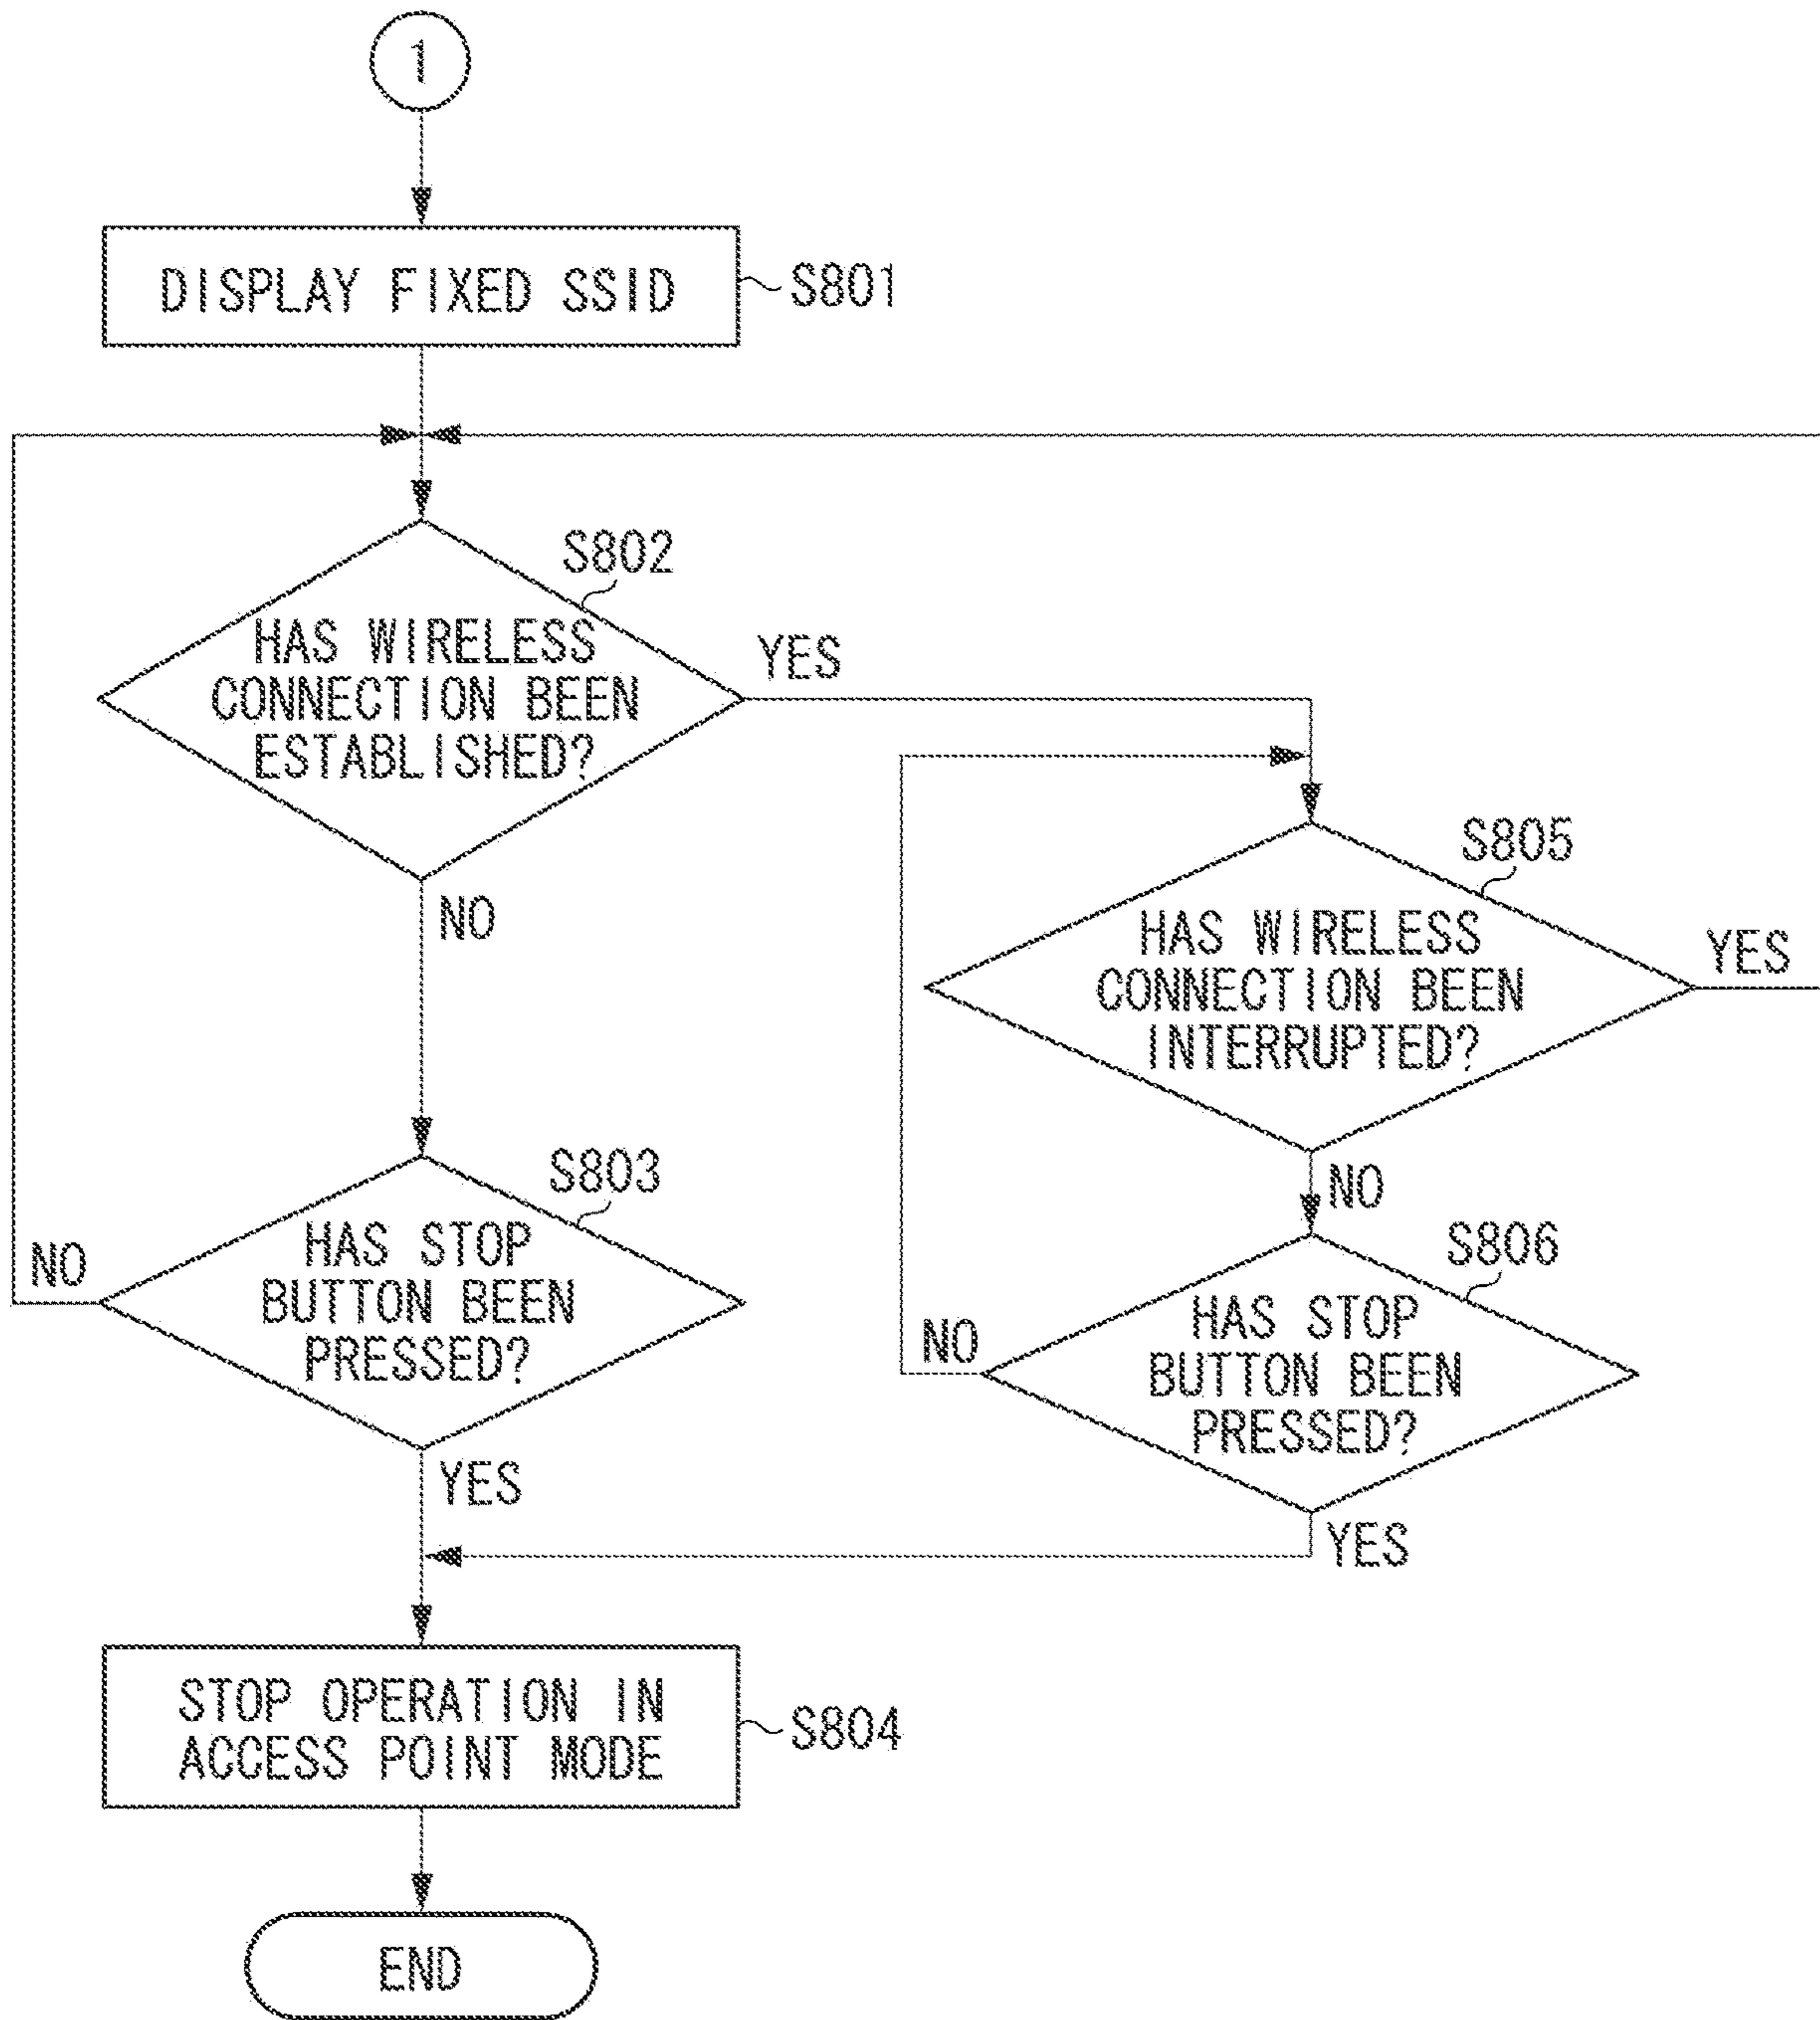 1
DISPLAY FIXED SSID
S801
S802
HAS WIRELESS
CONNECTION BEEN
ESTABLISHED?
YES
NO
S805
HAS WIRELESS
CONNECTION BEEN
INTERRUPTED?
YES
NO
S803
HAS STOP
BUTTON BEEN
PRESSED?
NO
YES
S806
HAS STOP
BUTTON BEEN
PRESSED?
NO
YES
STOP OPERATION IN
ACCESS POINT MODE
S804
END